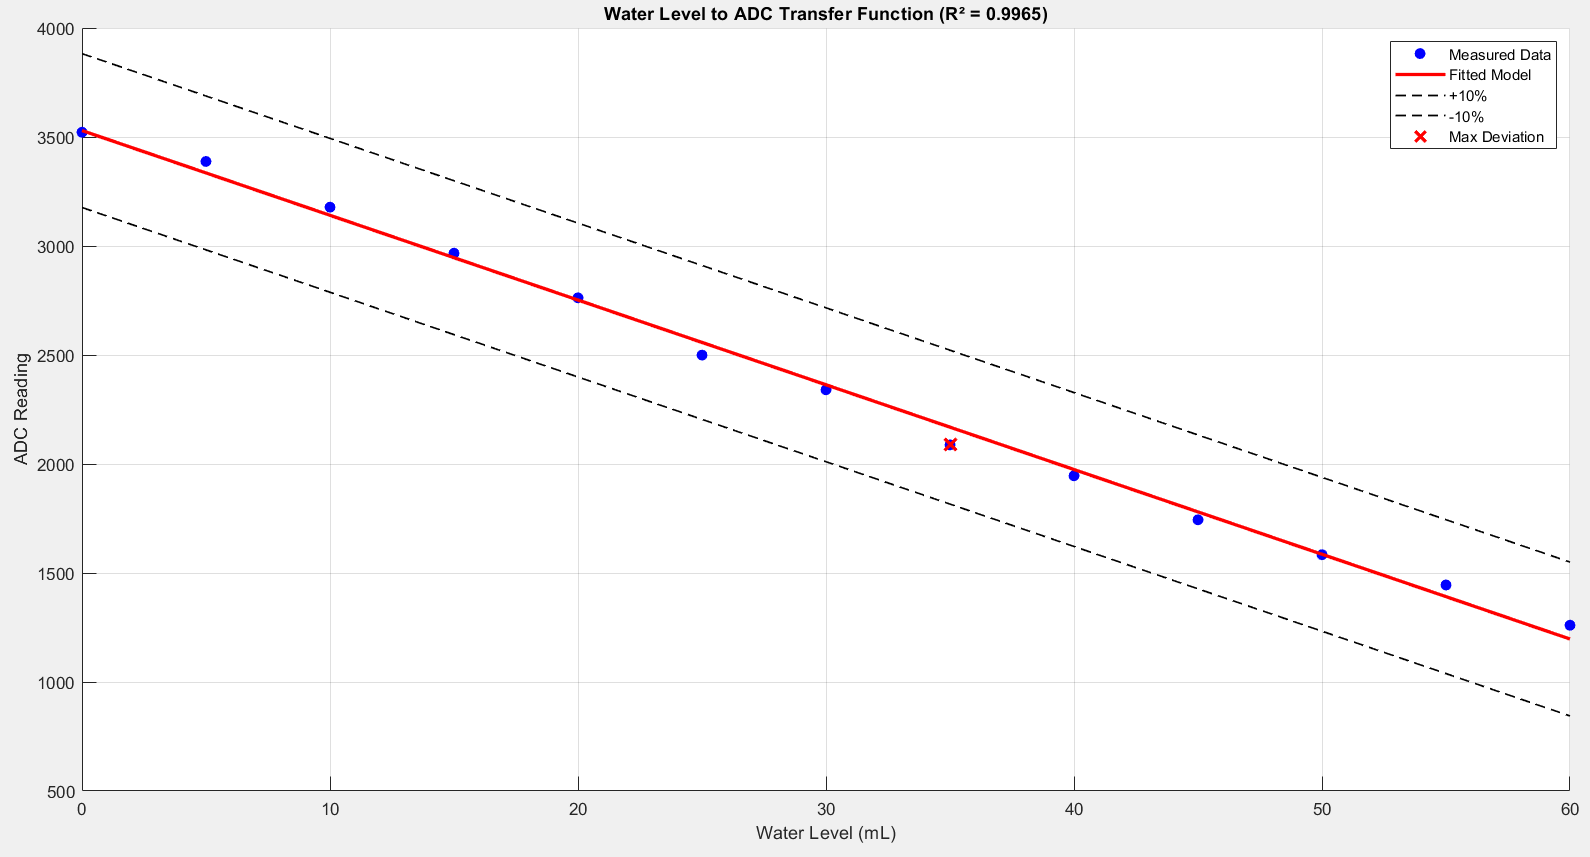 Water Level to ADC Transfer Function (R² = 0.9965)
Measured Data
Fitted Model
+10%
-10%
Max Deviation
4000
3500
3000
2500
2000
1500
1000
500
ADC Reading
0
10
20
30
40
50
60
Water Level (mL)